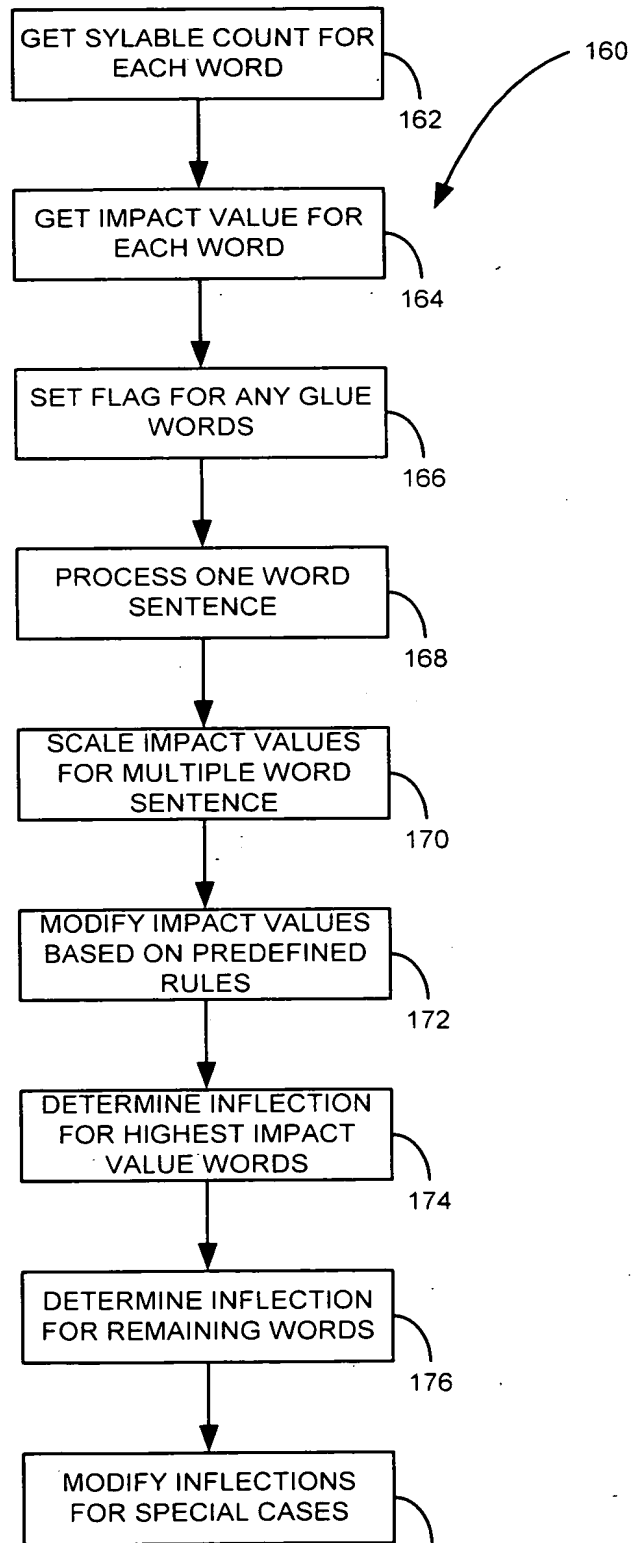 GET SYLABLE COUNT FOR
EACH WORD
160
162
GET IMPACT VALUE FOR
EACH WORD
164
SET FLAG FOR ANY GLUE
WORDS
166
PROCESS ONE WORD
SENTENCE
168
SCALE IMPACT VALUES
FOR MULTIPLE WORD
SENTENCE
170
MODIFY IMPACT VALUES
BASED ON PREDEFINED
RULES
172
DETERMINE INFLECTION
FOR HIGHEST IMPACT
VALUE WORDS
174
DETERMINE INFLECTION
FOR REMAINING WORDS
176
MODIFY INFLECTIONS
FOR SPECIAL CASES